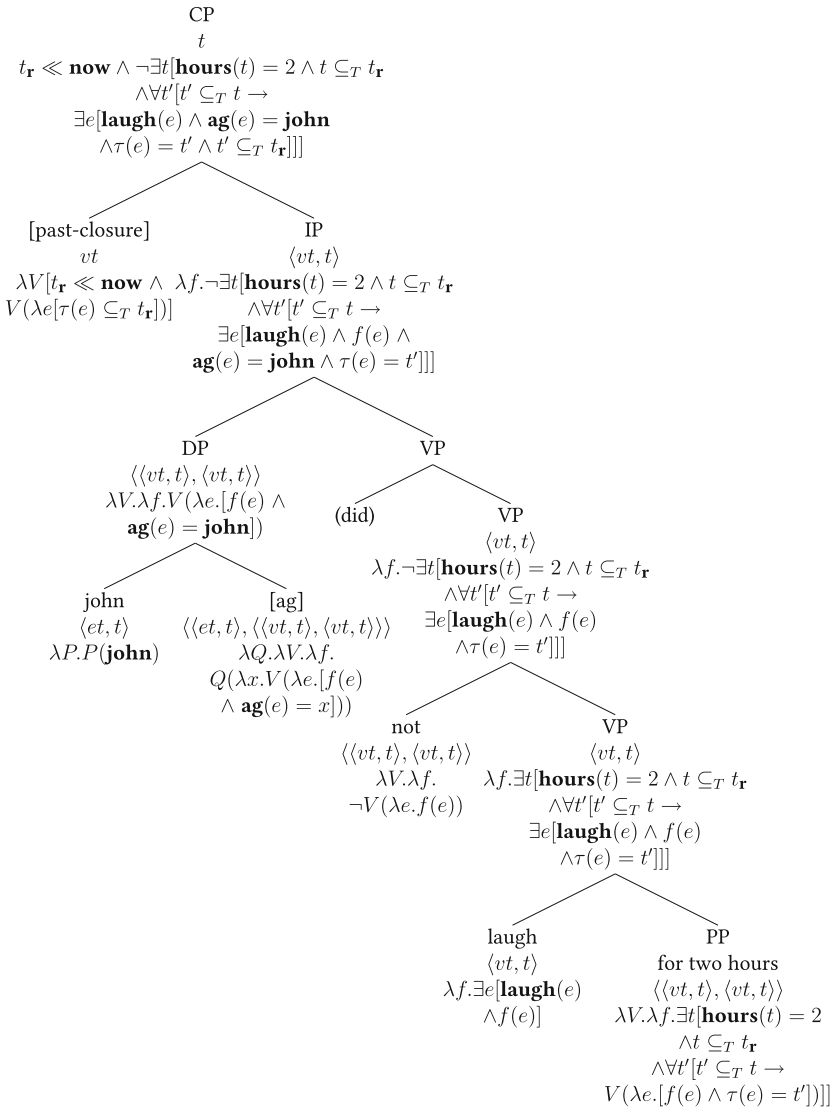 CP
t
t_r ≪ now ∧ ¬∃t[hours(t) = 2 ∧ t ⊆_T t_r
∧∀t′[t′ ⊆_T t →
∃e[laugh(e) ∧ ag(e) = john
∧τ(e) = t′ ∧ t′ ⊆_T t_r]]]
[past-closure]
vt
λV[t_r ≪ now ∧
V(λe[τ(e) ⊆_T t_r])]
IP
⟨vt, t⟩
λf.¬∃t[hours(t) = 2 ∧ t ⊆_T t_r
∧∀t′[t′ ⊆_T t →
∃e[laugh(e) ∧ f(e) ∧
ag(e) = john ∧ τ(e) = t′]]]
DP
⟨⟨vt, t⟩, ⟨vt, t⟩⟩
λV.λf.V(λe.[f(e) ∧
ag(e) = john])
VP
john
⟨et, t⟩
λP.P(john)
[ag]
⟨⟨et, t⟩, ⟨⟨vt, t⟩, ⟨vt, t⟩⟩⟩
λQ.λV.λf.
Q(λx.V(λe.[f(e)
∧ ag(e) = x]))
(did)
VP
⟨vt, t⟩
λf.¬∃t[hours(t) = 2 ∧ t ⊆_T t_r
∧∀t′[t′ ⊆_T t →
∃e[laugh(e) ∧ f(e)
∧τ(e) = t′]]]
not
⟨⟨vt, t⟩, ⟨vt, t⟩⟩
λV.λf.
¬V(λe.f(e))
VP
⟨vt, t⟩
λf.∃t[hours(t) = 2 ∧ t ⊆_T t_r
∧∀t′[t′ ⊆_T t →
∃e[laugh(e) ∧ f(e)
∧τ(e) = t′]]]
laugh
⟨vt, t⟩
λf.∃e[laugh(e)
∧f(e)]
PP
for two hours
⟨⟨vt, t⟩, ⟨vt, t⟩⟩
λV.λf.∃t[hours(t) = 2
∧t ⊆_T t_r
∧∀t′[t′ ⊆_T t →
V(λe.[f(e) ∧ τ(e) = t′])]]